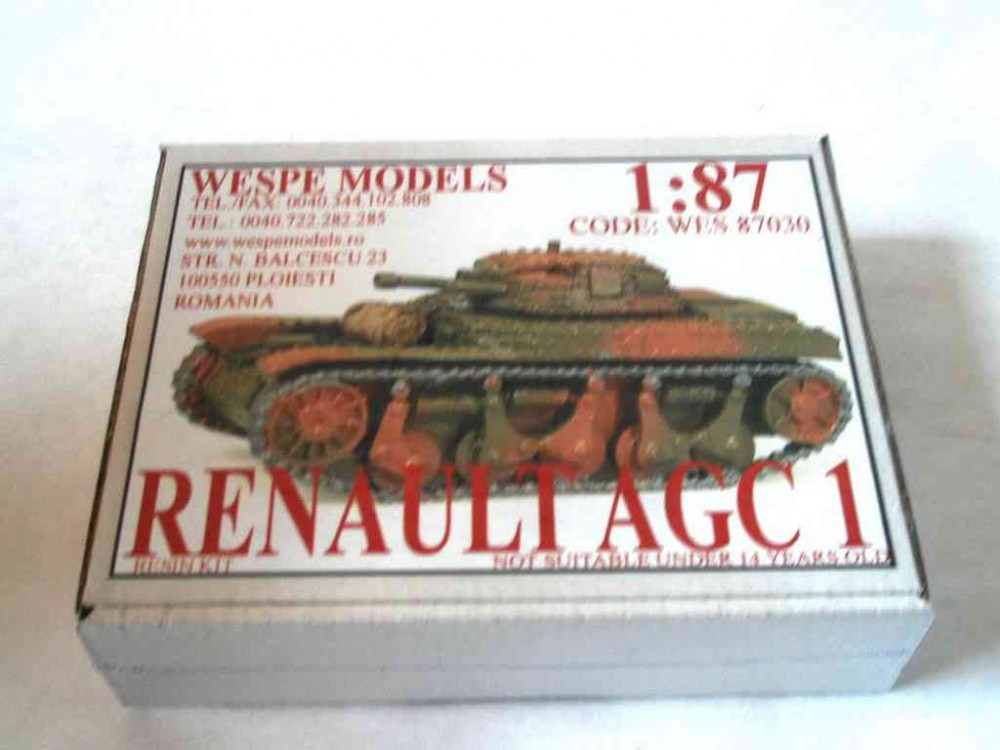 WESPE MODELS
TEL./FAX: 0040.344.102.808
TEL.: 0040.722.282.285
www.wespemodels.ro
STR. N. BALCESCU 23
100550 PLOIESTI
ROMANIA
1:87
CODE: WES 87030
RENAULT AGC 1
RESIN KIT
NOT SUITABLE UNDER 14 YEARS OLD